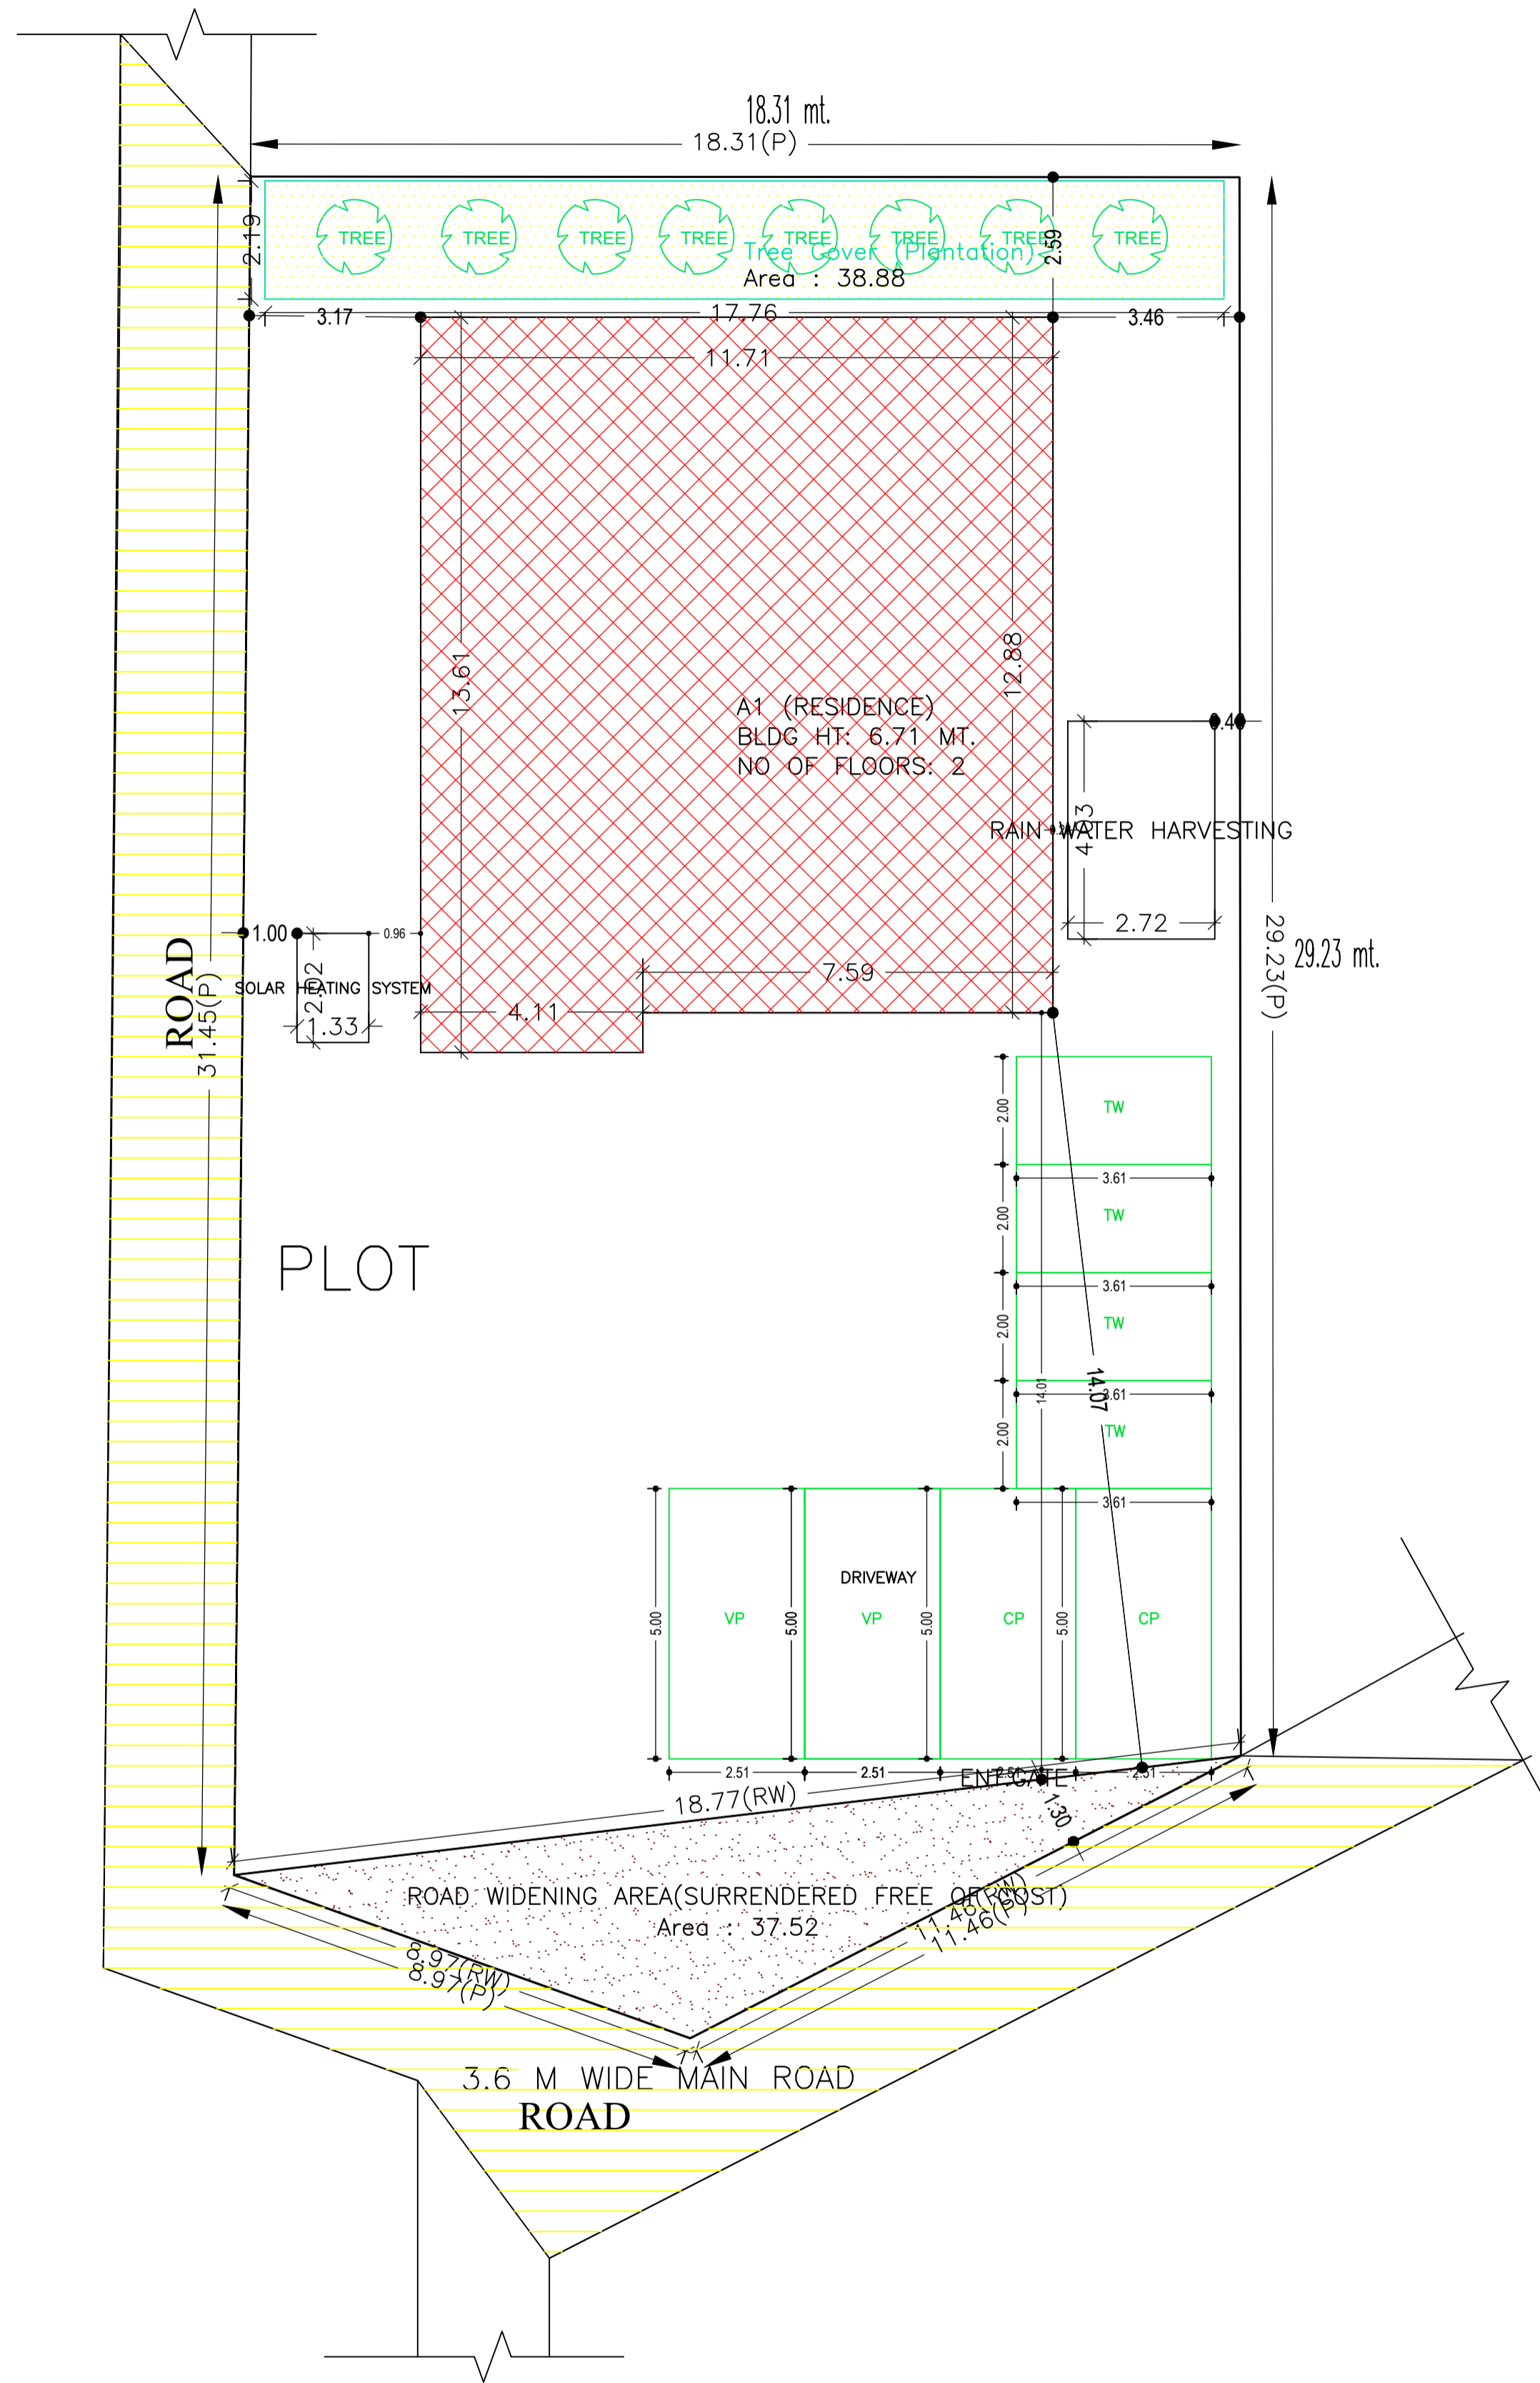 18.31 mt.
18.31(P)
TREE TREE TREE TREE TREE TREE TREE TREE
2.19
2.59
Tree Cover (Plantation)
Area : 38.88
3.17
17.76
3.46
11.71
13.61
12.88
A1 (RESIDENCE)
BLDG HT: 6.71 MT.
NO OF FLOORS: 2
4.03
RAIN WATER HARVESTING
2.72
29.23(P)
29.23 mt.
ROAD
31.45(P)
1.00
0.96
2.02
SOLAR HEATING SYSTEM
1.33
7.59
4.11
2.00
TW
3.61
2.00
TW
3.61
2.00
TW
3.61
2.00
TW
3.61
PLOT
14.01
14.07
DRIVEWAY
5.00
VP
5.00
VP
5.00
CP
5.00
CP
2.51
2.51
2.51
2.51
ENT.GATE
18.77(RW)
1.30
ROAD WIDENING AREA(SURRENDERED FREE OF COST)
Area : 37.52
11.46(RW)
11.46(P)
8.97(RW)
8.97(P)
3.6 M WIDE MAIN ROAD
ROAD